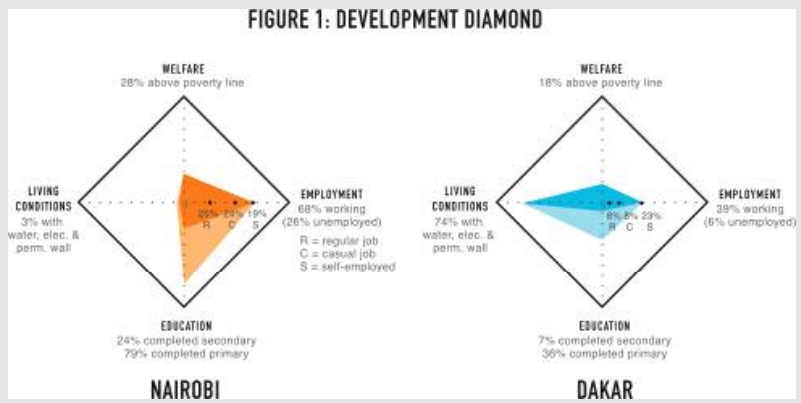 FIGURE 1: DEVELOPMENT DIAMOND
WELFARE
28% above poverty line
LIVING
CONDITIONS
3% with
water, elec. &
perm. wall
25% 24% 19%
R C S
EMPLOYMENT
68% working
(26% unemployed)
R = regular job
C = casual job
S = self-employed
EDUCATION
24% completed secondary
79% completed primary
NAIROBI
WELFARE
18% above poverty line
LIVING
CONDITIONS
74% with
water, elec. &
perm. wall
8% 8% 23%
R C S
EMPLOYMENT
39% working
(6% unemployed)
EDUCATION
7% completed secondary
36% completed primary
DAKAR